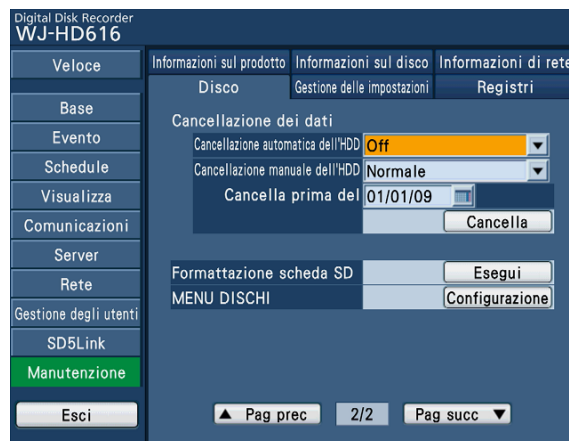 Digital Disk Recorder
WJ-HD616
Veloce
Base
Evento
Schedule
Visualizza
Comunicazioni
Server
Rete
Gestione degli utenti
SD5Link
Manutenzione
Esci
Informazioni sul prodotto Informazioni sul disco Informazioni di rete
Disco Gestione delle impostazioni Registri
Cancellazione dei dati
Cancellazione automatica dell'HDD Off
Cancellazione manuale dell'HDD Normale
Cancella prima del 01/01/09
Cancella
Formattazione scheda SD Esegui
MENU DISCHI Configurazione
▲ Pag prec 2/2 Pag succ ▼